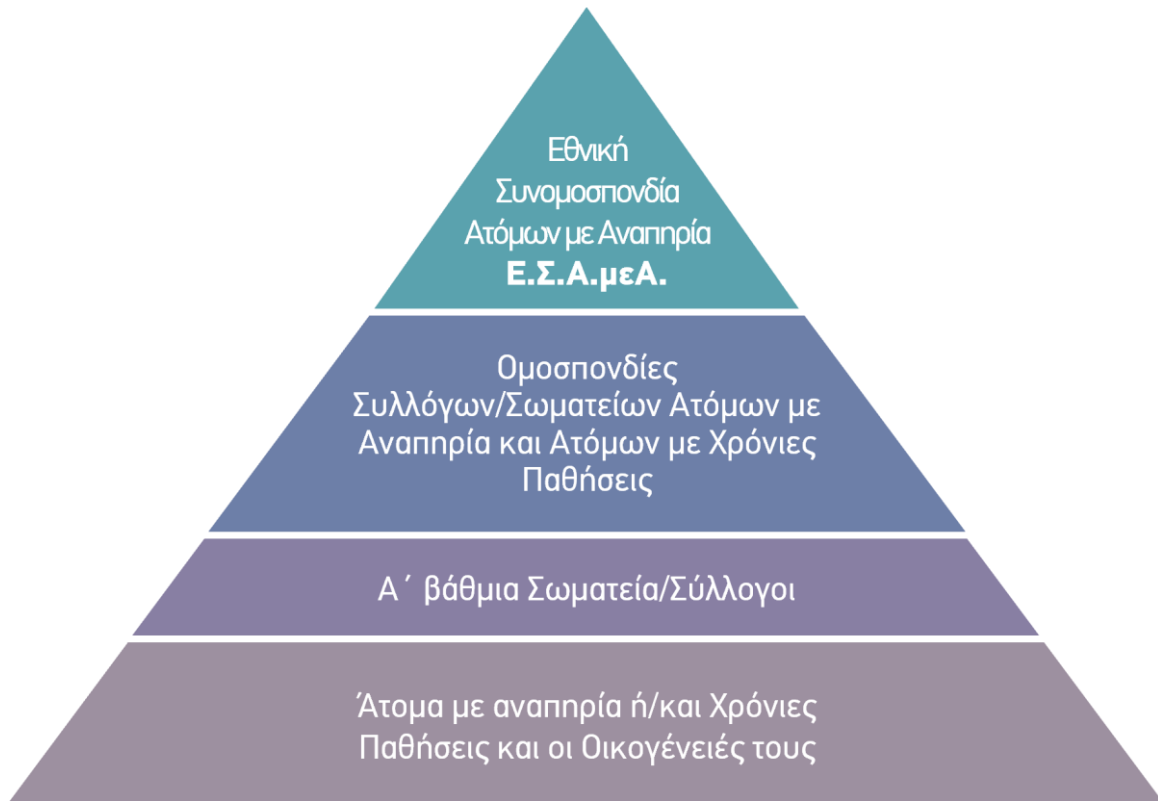 Εθνική
Συνομοσπονδία
Ατόμων με Αναπηρία
Ε.Σ.Α.μεΑ.
Ομοσπονδίες
Συλλόγων/Σωματείων Ατόμων με
Αναπηρία και Ατόμων με Χρόνιες
Παθήσεις
Α΄ βάθμια Σωματεία/Σύλλογοι
Άτομα με αναπηρία ή/και Χρόνιες
Παθήσεις και οι Οικογένειές τους